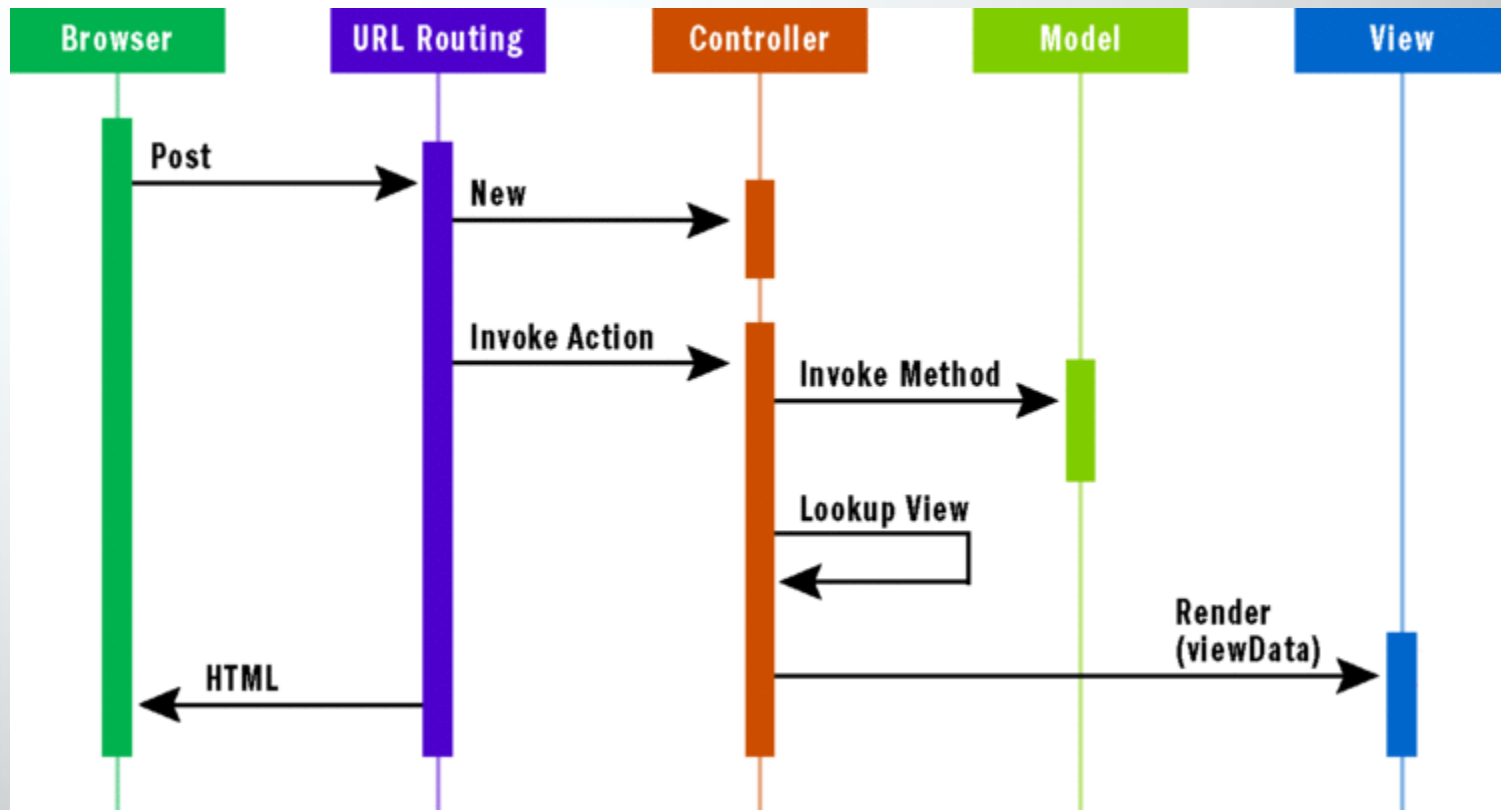 Browser
URL Routing
Controller
Model
View
Post
New
Invoke Action
Invoke Method
Lookup View
Render
(viewData)
HTML